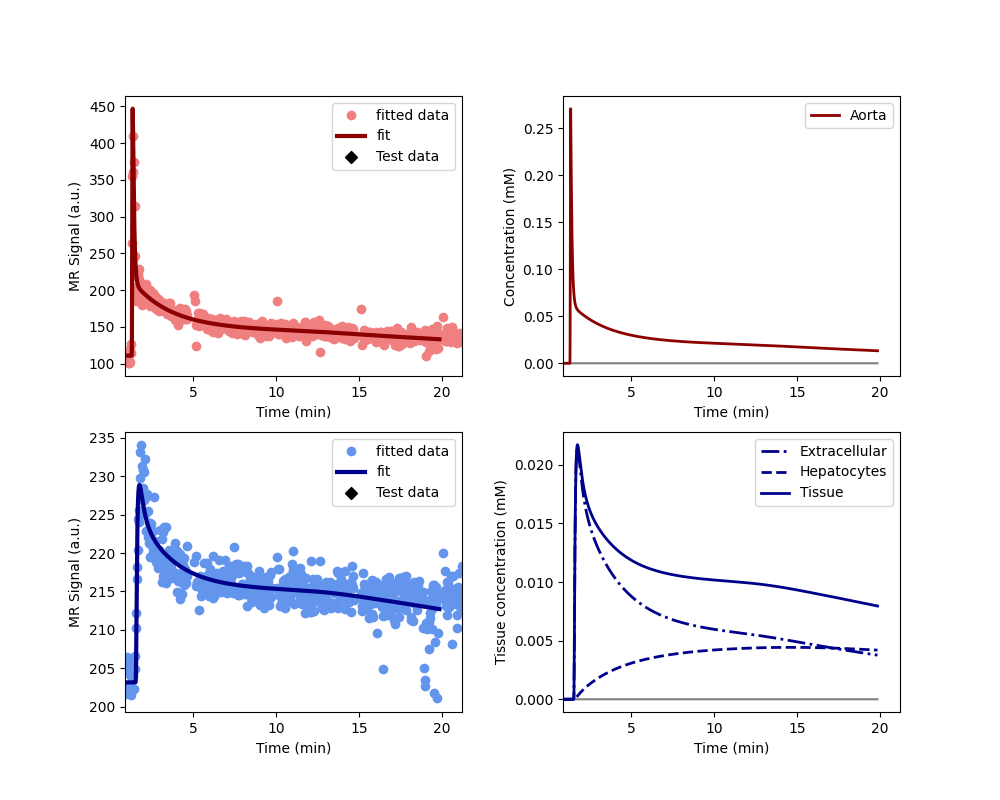 450
400
350
300
250
200
150
100
MR Signal (a.u.)
5
10
15
20
Time (min)
fitted data
fit
Test data
0.25
0.20
0.15
0.10
0.05
0.00
Concentration (mM)
5
10
15
20
Time (min)
Aorta
235
230
225
220
215
210
205
200
MR Signal (a.u.)
5
10
15
20
Time (min)
fitted data
fit
Test data
0.020
0.015
0.010
0.005
0.000
Tissue concentration (mM)
5
10
15
20
Time (min)
Extracellular
Hepatocytes
Tissue